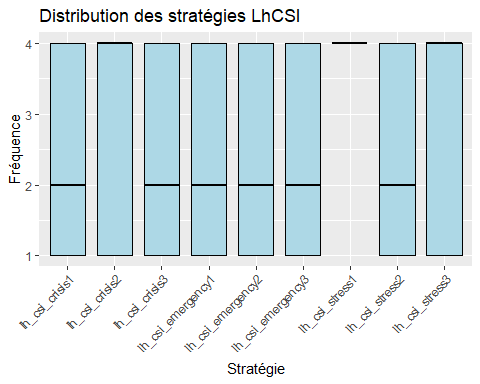 Distribution des stratégies LhCSI
Fréquence
4
3
2
1
lh_csi_crisis1
lh_csi_crisis2
lh_csi_crisis3
lh_csi_emergency1
lh_csi_emergency2
lh_csi_emergency3
lh_csi_stress1
lh_csi_stress2
lh_csi_stress3
Stratégie